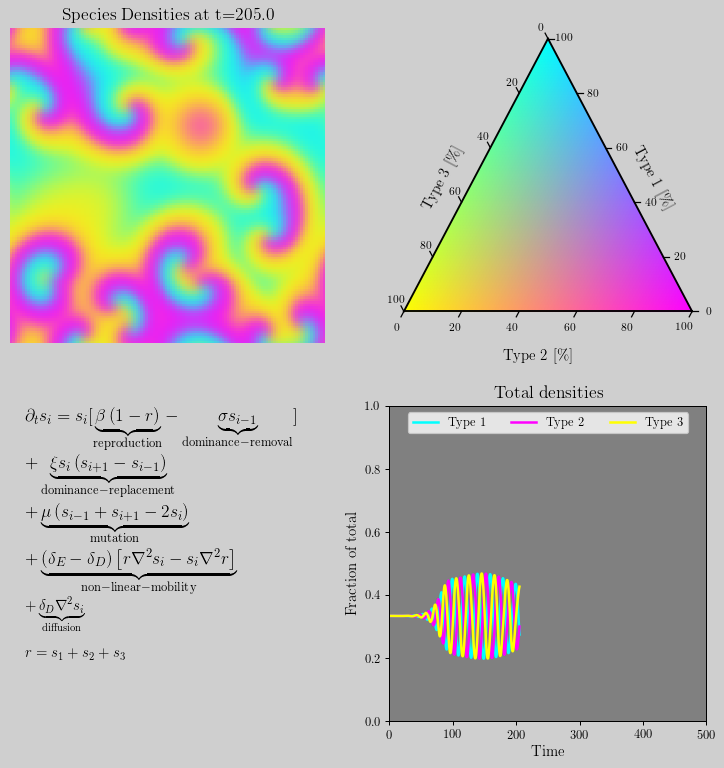 Species Densities at t=205.0
0 100
20 80
40 60
60 40
80 20
100 0
0 20 40 60 80 100
Type 3 [%]
Type 1 [%]
Type 2 [%]
∂ₜsᵢ = sᵢ[ β (1 − r) − σsᵢ₋₁ ]
reproduction dominance−removal
+ ξsᵢ (sᵢ₊₁ − sᵢ₋₁)
dominance−replacement
+ μ (sᵢ₋₁ + sᵢ₊₁ − 2sᵢ)
mutation
+ (δ_E − δ_D) [r∇²sᵢ − sᵢ∇²r]
non−linear−mobility
+ δ_D∇²sᵢ
diffusion
r = s₁ + s₂ + s₃
Total densities
Type 1 Type 2 Type 3
Fraction of total
1.0
0.8
0.6
0.4
0.2
0.0
0 100 200 300 400 500
Time